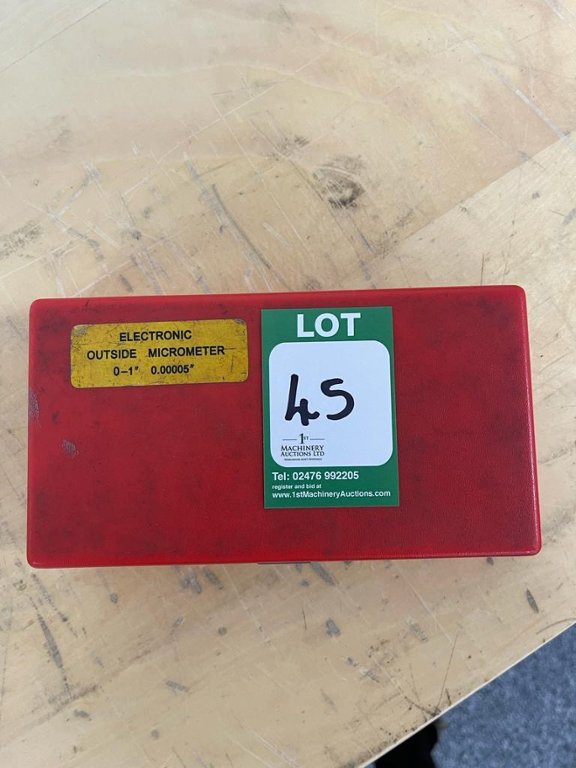 ELECTRONIC
OUTSIDE MICROMETER
0-1" 0.00005"
LOT
45
1ST
MACHINERY
AUCTIONS LTD
Tel: 02476 992205
register and bid at
www.1stMachineryAuctions.com